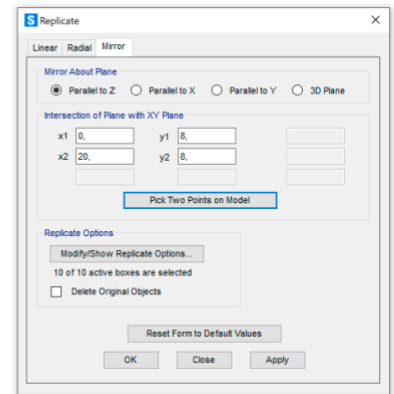 S Replicate
Linear Radial Mirror
Mirror About Plane
Parallel to Z Parallel to X Parallel to Y 3D Plane
Intersection of Plane with XY Plane
x1 0, y1 8,
x2 20, y2 8,
Pick Two Points on Model
Replicate Options
Modify/Show Replicate Options...
10 of 10 active boxes are selected
Delete Original Objects
Reset Form to Default Values
OK Close Apply